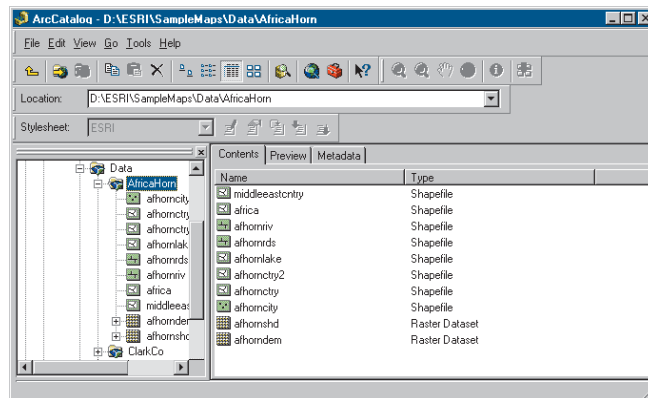 ArcCatalog - D:\ESRI\SampleMaps\Data\AfricaHorn
File Edit View Go Tools Help
Location: D:\ESRI\SampleMaps\Data\AfricaHorn
Stylesheet: ESRI
Contents Preview Metadata
Data
AfricaHorn
afhorncity
afhornctry
afhornctry
afhornlak
afhornrds
afhornriv
africa
middleeas
afhornder
afhornshd
ClarkCo
Name Type
middleeastcntry Shapefile
africa Shapefile
afhornriv Shapefile
afhornrds Shapefile
afhornlake Shapefile
afhornctry2 Shapefile
afhornctry Shapefile
afhorncity Shapefile
afhornshd Raster Dataset
afhorndem Raster Dataset